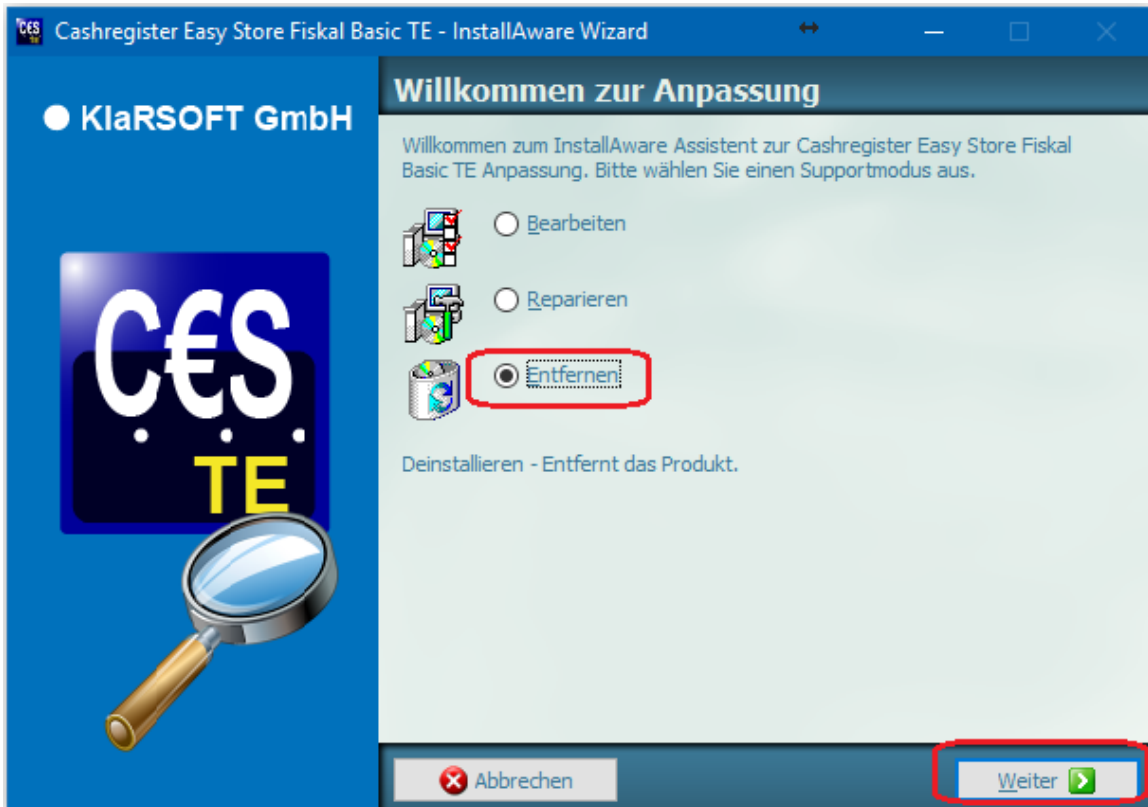 Cashregister Easy Store Fiskal Basic TE - InstallAware Wizard
KlaRSOFT GmbH
C€S
TE
Willkommen zur Anpassung
Willkommen zum InstallAware Assistent zur Cashregister Easy Store Fiskal
Basic TE Anpassung. Bitte wählen Sie einen Supportmodus aus.
Bearbeiten
Reparieren
Entfernen
Deinstallieren - Entfernt das Produkt.
Abbrechen
Weiter